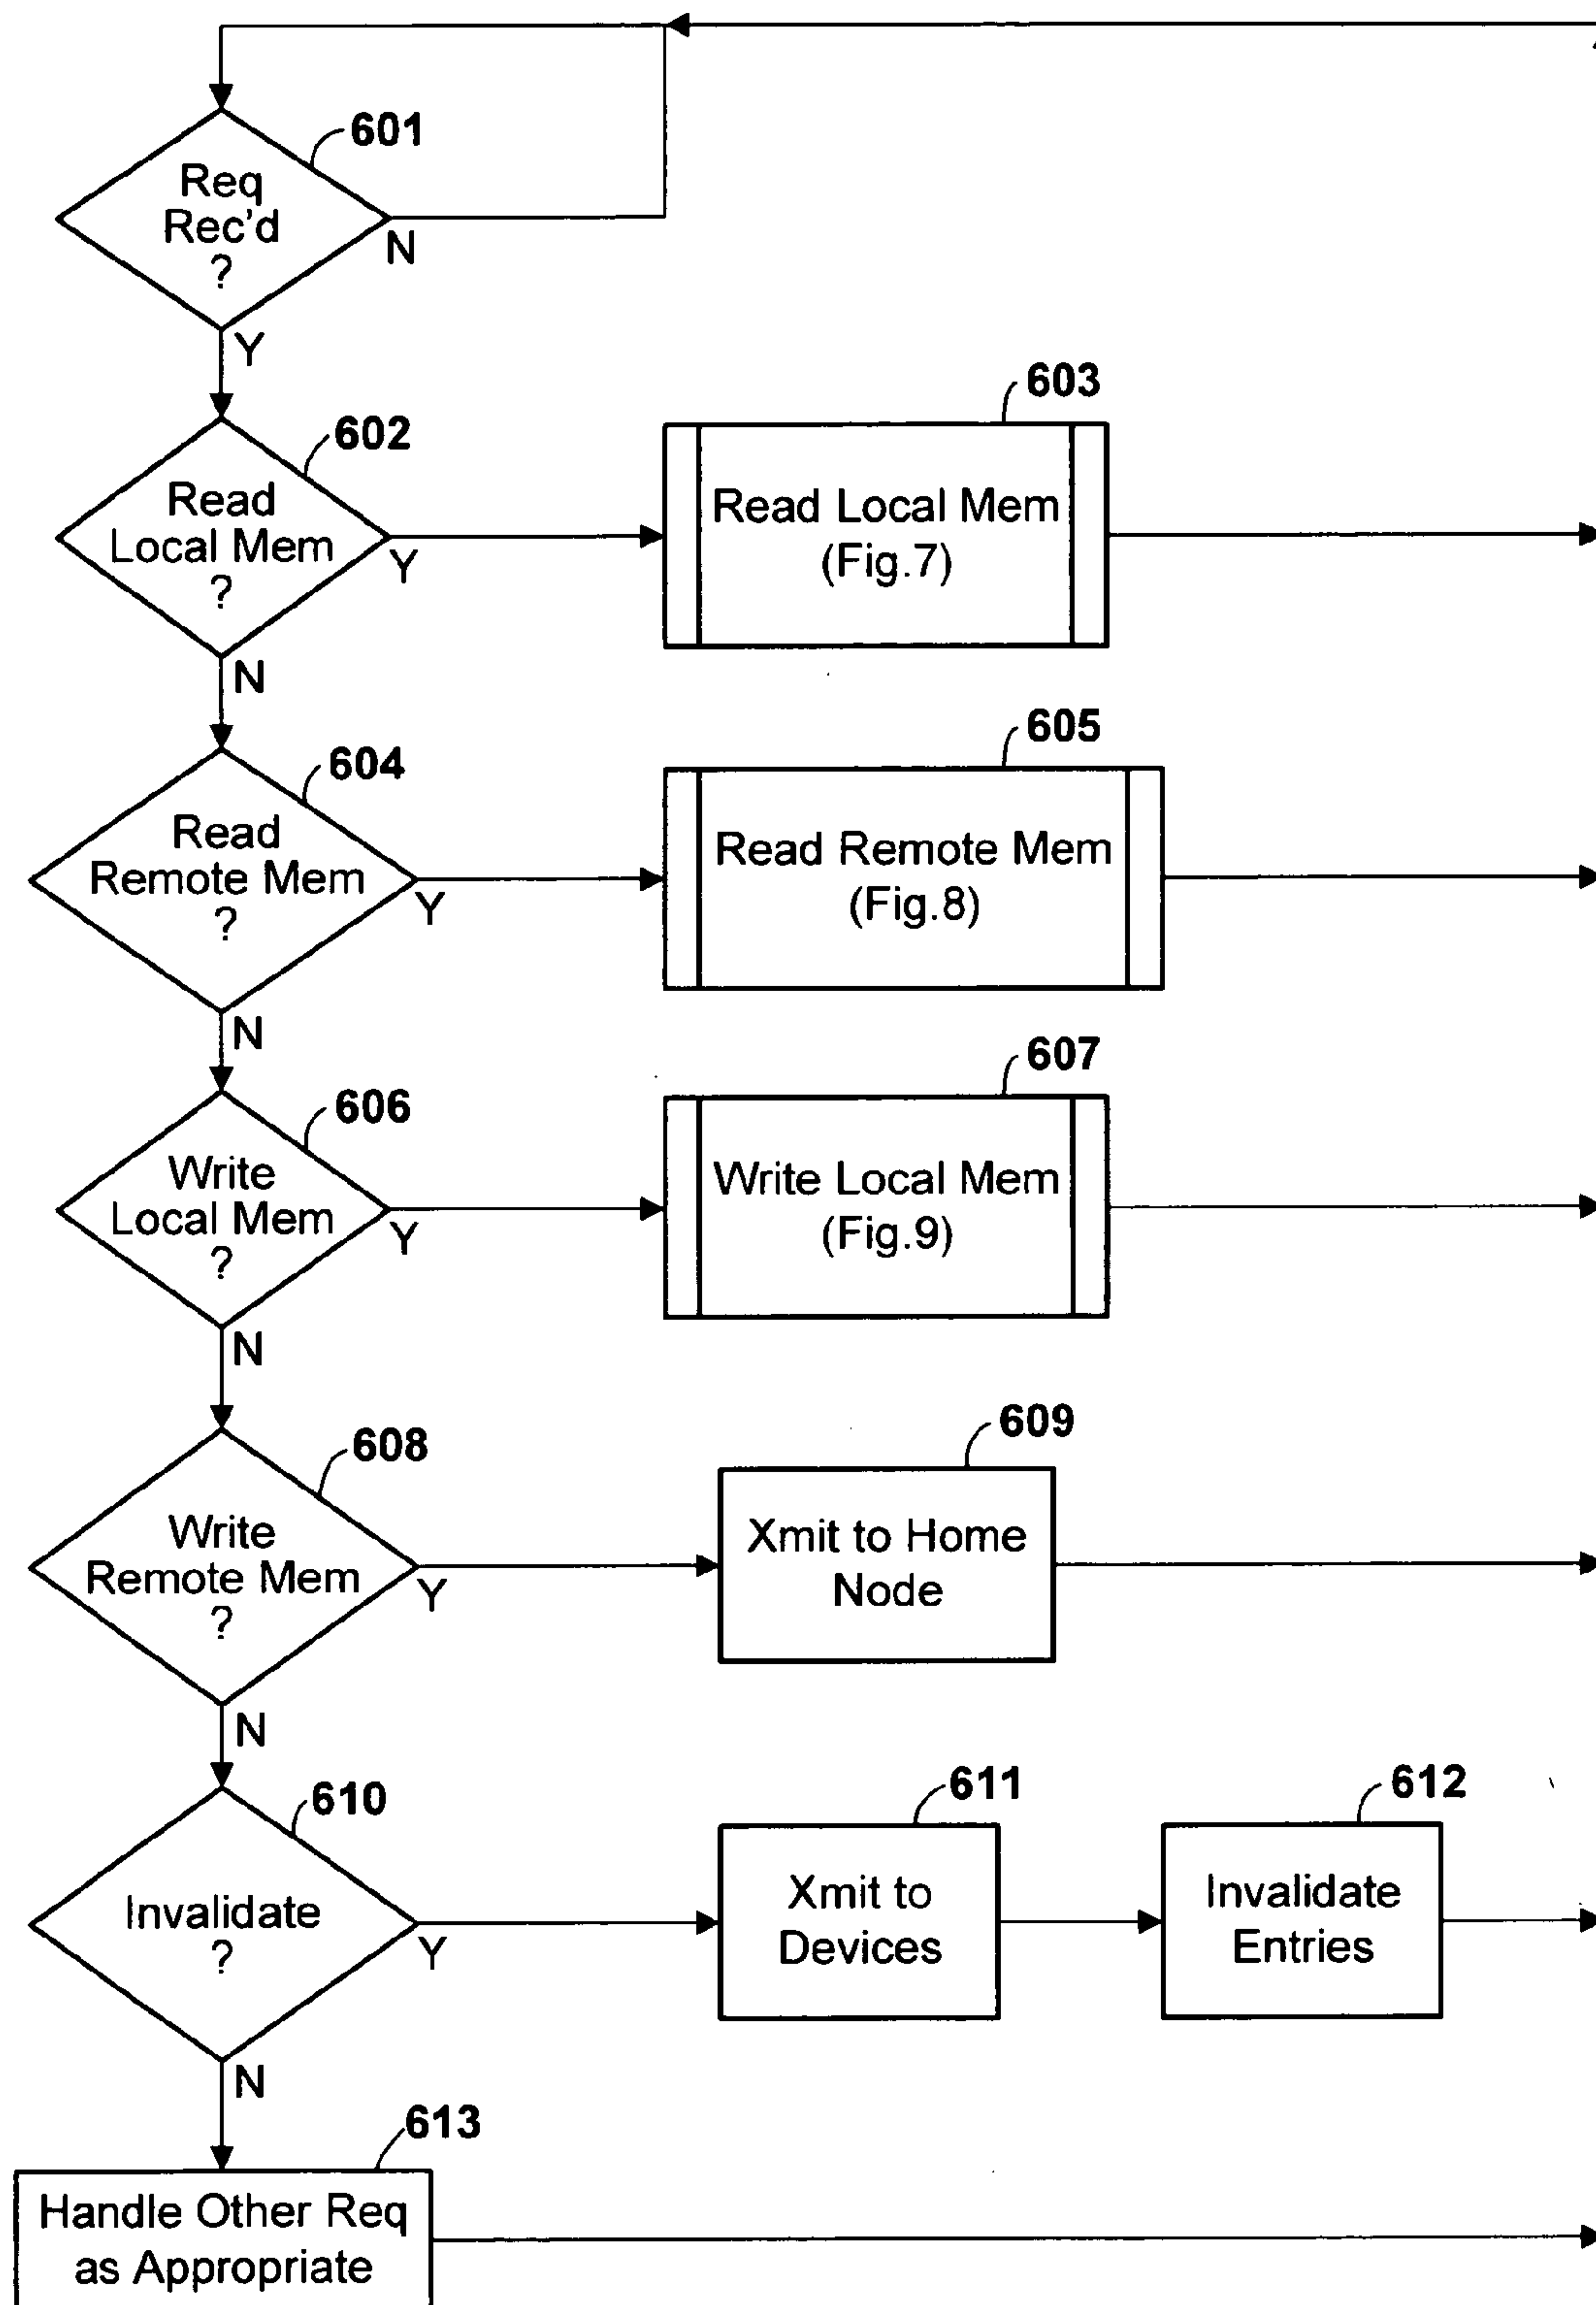 601
Req
Rec'd
?
N
Y
602
Read
Local Mem
?
Y
N
603
Read Local Mem
(Fig.7)
604
Read
Remote Mem
?
Y
N
605
Read Remote Mem
(Fig.8)
606
Write
Local Mem
?
Y
N
607
Write Local Mem
(Fig.9)
608
Write
Remote Mem
?
Y
N
609
Xmit to Home
Node
610
Invalidate
?
Y
N
611
Xmit to
Devices
612
Invalidate
Entries
613
Handle Other Req
as Appropriate